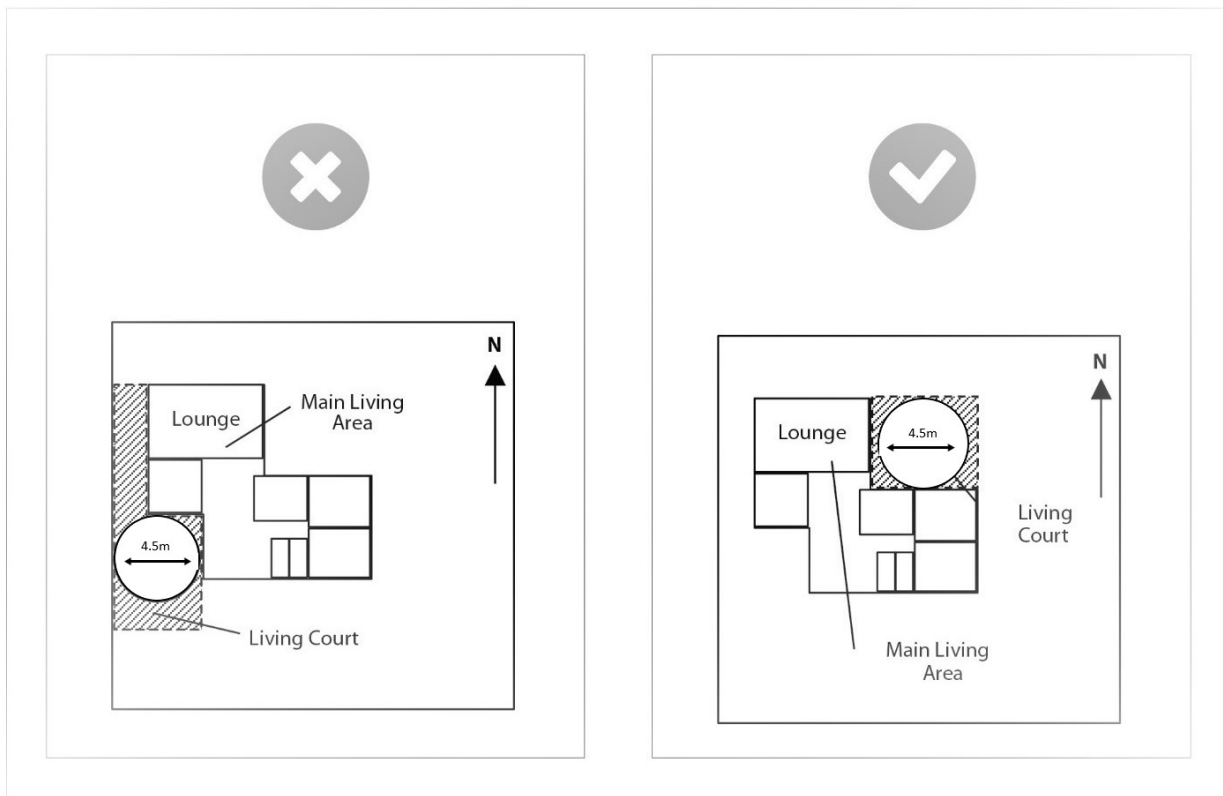 N
Lounge
Main Living
Area
4.5m
Living Court
N
Lounge
4.5m
Living
Court
Main Living
Area